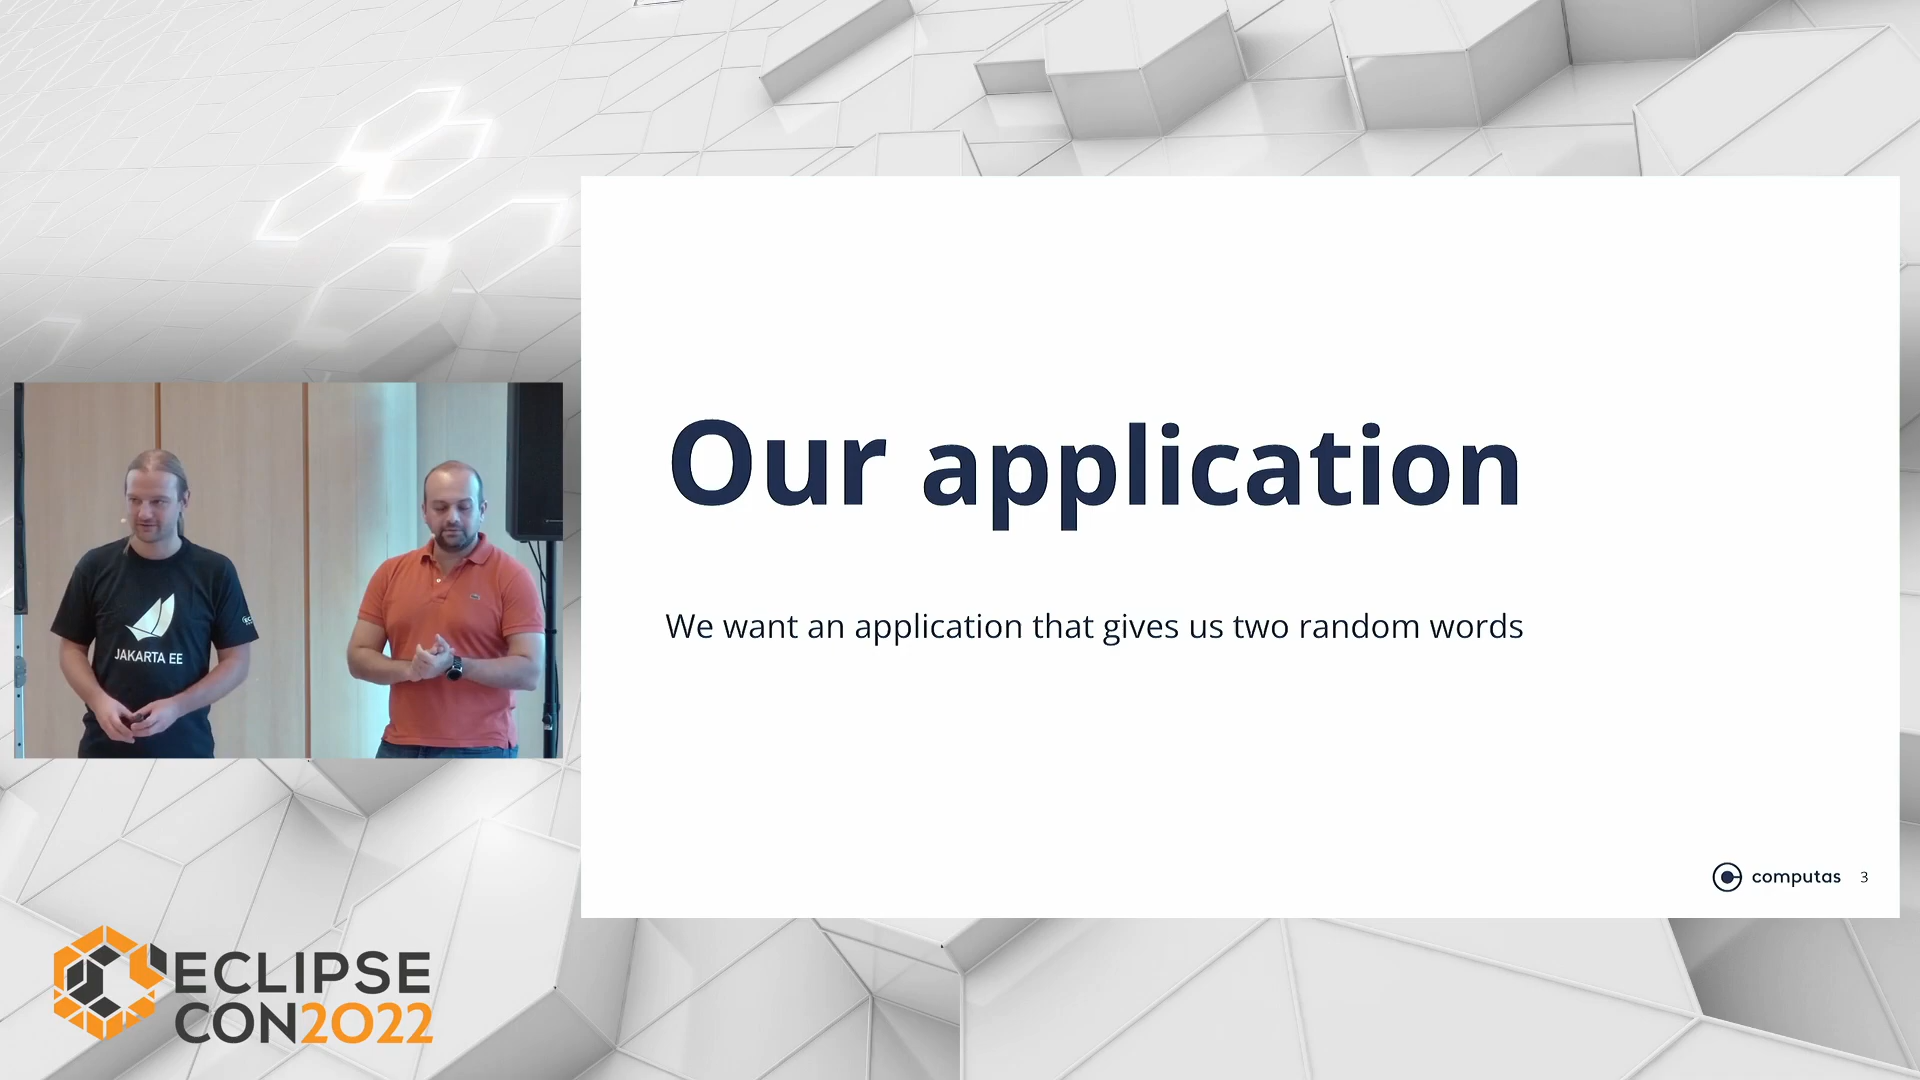 Our application
We want an application that gives us two random words
computas 3
JAKARTA EE
ECLIPSE
CON2022